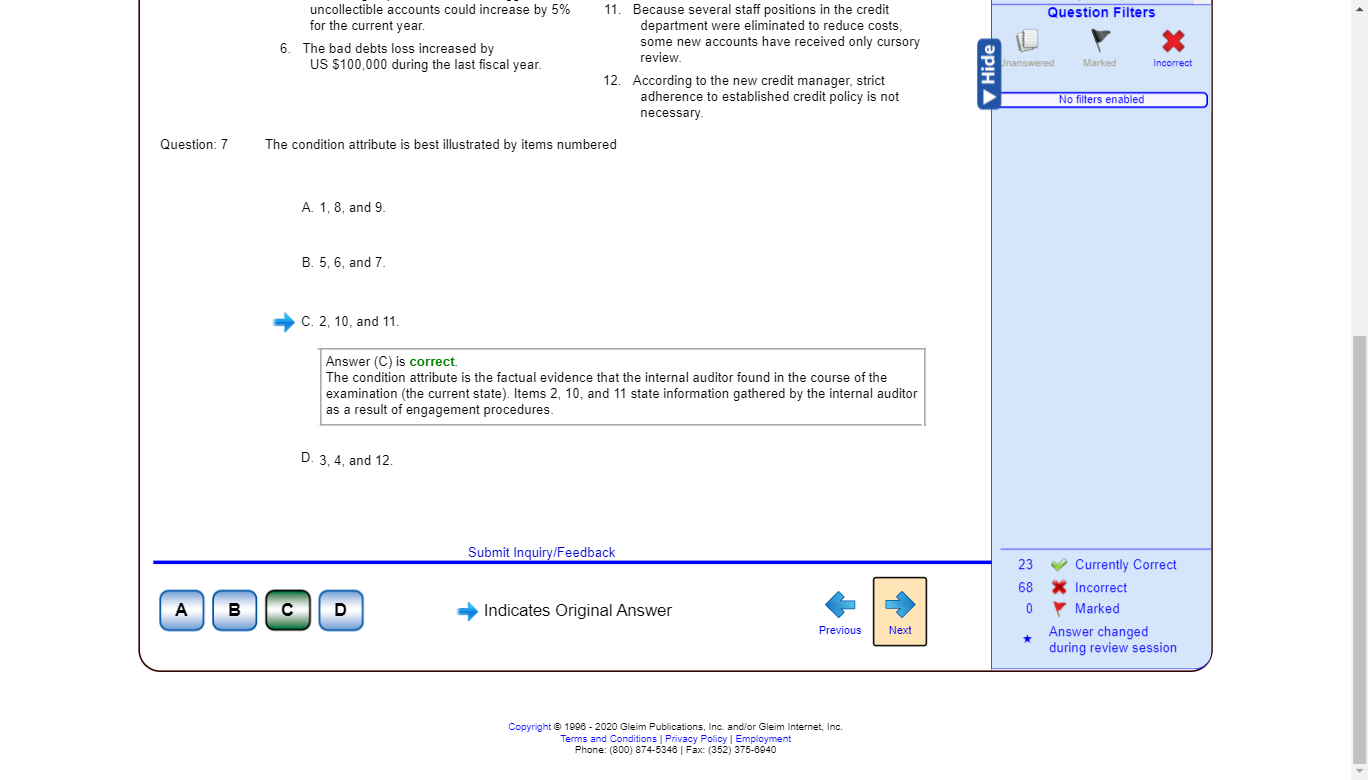 uncollectible accounts could increase by 5%
for the current year.
6. The bad debts loss increased by
US $100,000 during the last fiscal year.
11. Because several staff positions in the credit
department were eliminated to reduce costs,
some new accounts have received only cursory
review.
12. According to the new credit manager, strict
adherence to established credit policy is not
necessary.
Question: 7 The condition attribute is best illustrated by items numbered
A. 1, 8, and 9.
B. 5, 6, and 7.
C. 2, 10, and 11.
Answer (C) is correct.
The condition attribute is the factual evidence that the internal auditor found in the course of the
examination (the current state). Items 2, 10, and 11 state information gathered by the internal auditor
as a result of engagement procedures.
D. 3, 4, and 12.
Submit Inquiry/Feedback
A B C D
Indicates Original Answer
Previous
Next
Question Filters
Hide
Unanswered Marked Incorrect
No filters enabled
23 Currently Correct
68 Incorrect
0 Marked
Answer changed
during review session
Copyright © 1996 - 2020 Gleim Publications, Inc. and/or Gleim Internet, Inc.
Terms and Conditions | Privacy Policy | Employment
Phone: (800) 874-5346 | Fax: (352) 375-6940